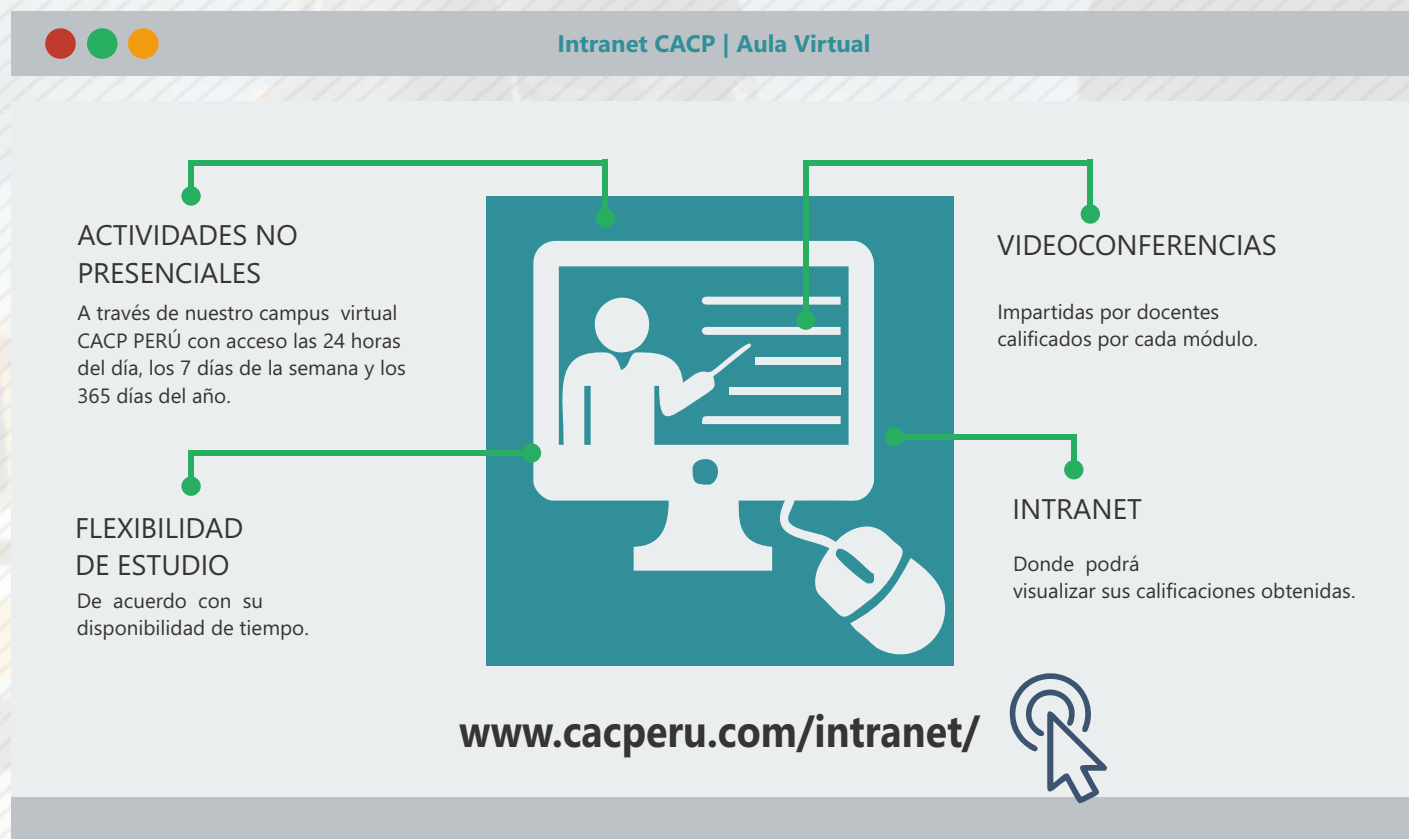 Intranet CACP | Aula Virtual
ACTIVIDADES NO
PRESENCIALES
A través de nuestro campus virtual
CACP PERÚ con acceso las 24 horas
del día, los 7 días de la semana y los
365 días del año.
VIDEOCONFERENCIAS
Impartidas por docentes
calificados por cada módulo.
FLEXIBILIDAD
DE ESTUDIO
De acuerdo con su
disponibilidad de tiempo.
INTRANET
Donde podrá
visualizar sus calificaciones obtenidas.
www.cacperu.com/intranet/